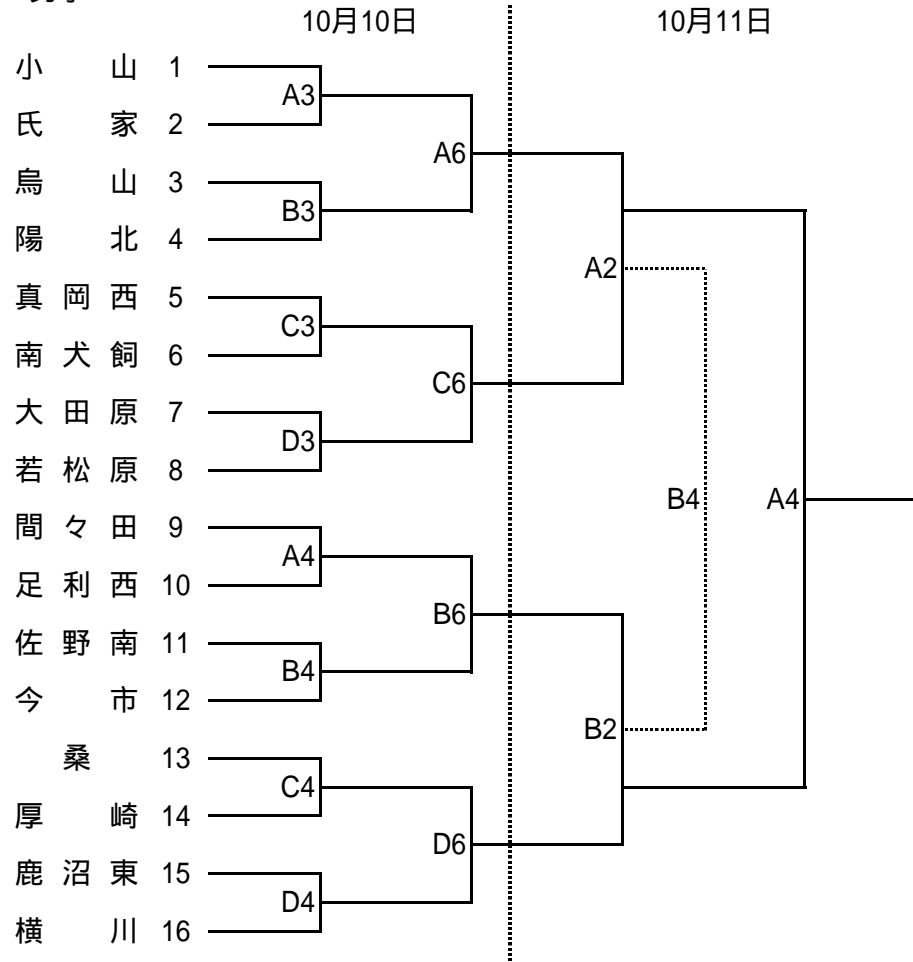 10月10日 10月11日
小山 1
A3
氏家 2
A6
烏山 3
B3
陽北 4
A2
真岡西 5
C3
南犬飼 6
C6
大田原 7
D3
若松原 8
B4 A4
間々田 9
A4
足利西 10
B6
佐野南 11
B4
今市 12
B2
桑 13
C4
厚崎 14
D6
鹿沼東 15
D4
横川 16